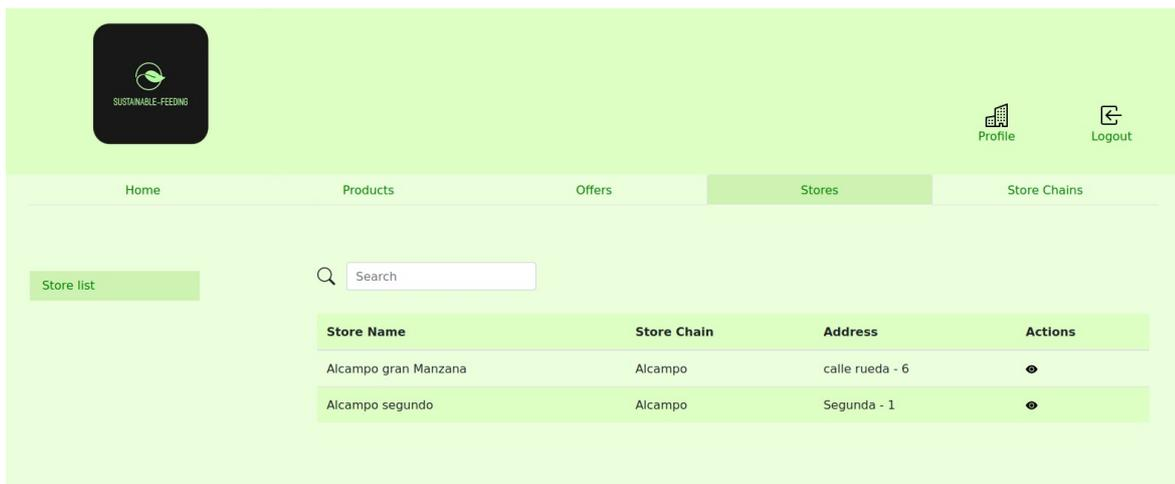 SUSTAINABLE-FEEDING
Profile Logout
Home Products Offers Stores Store Chains
Store list
Search
Store Name Store Chain Address Actions
Alcampo gran Manzana Alcampo calle rueda - 6
Alcampo segundo Alcampo Segunda - 1